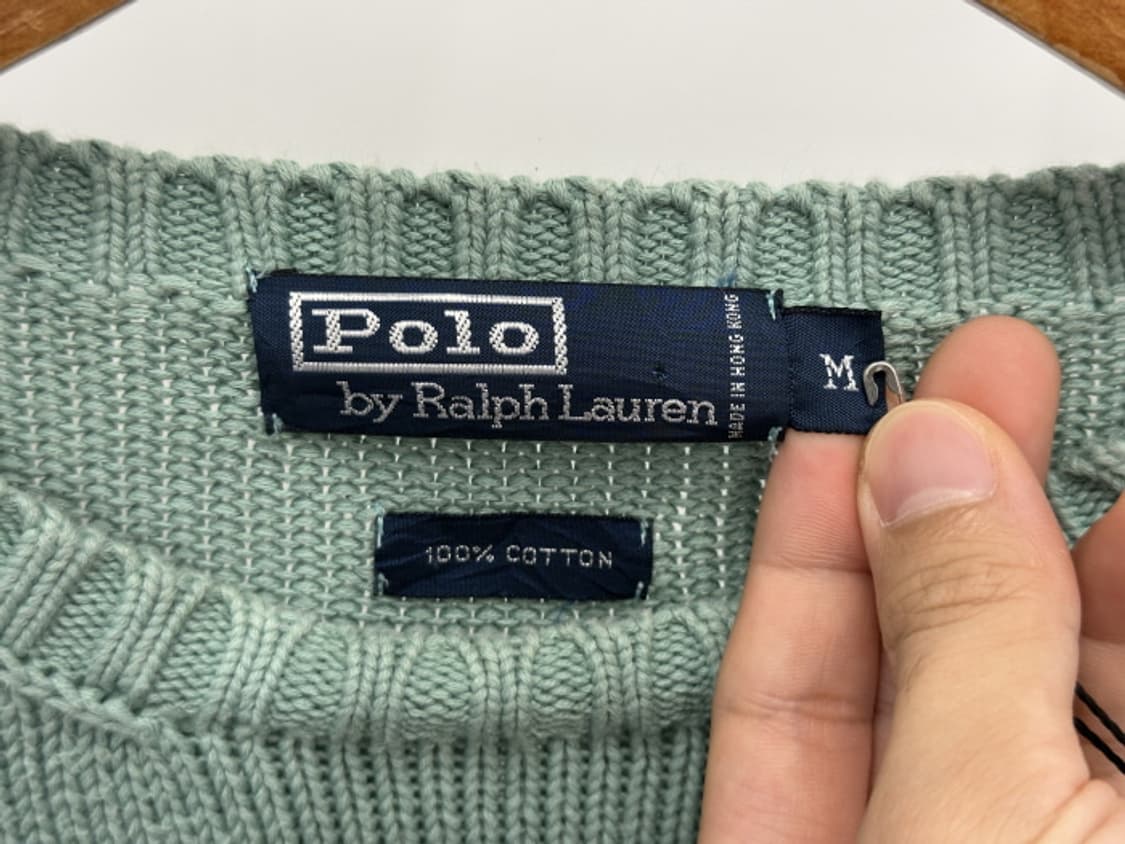 Polo
by Ralph Lauren
MADE IN HONG KONG
M
100% COTTON